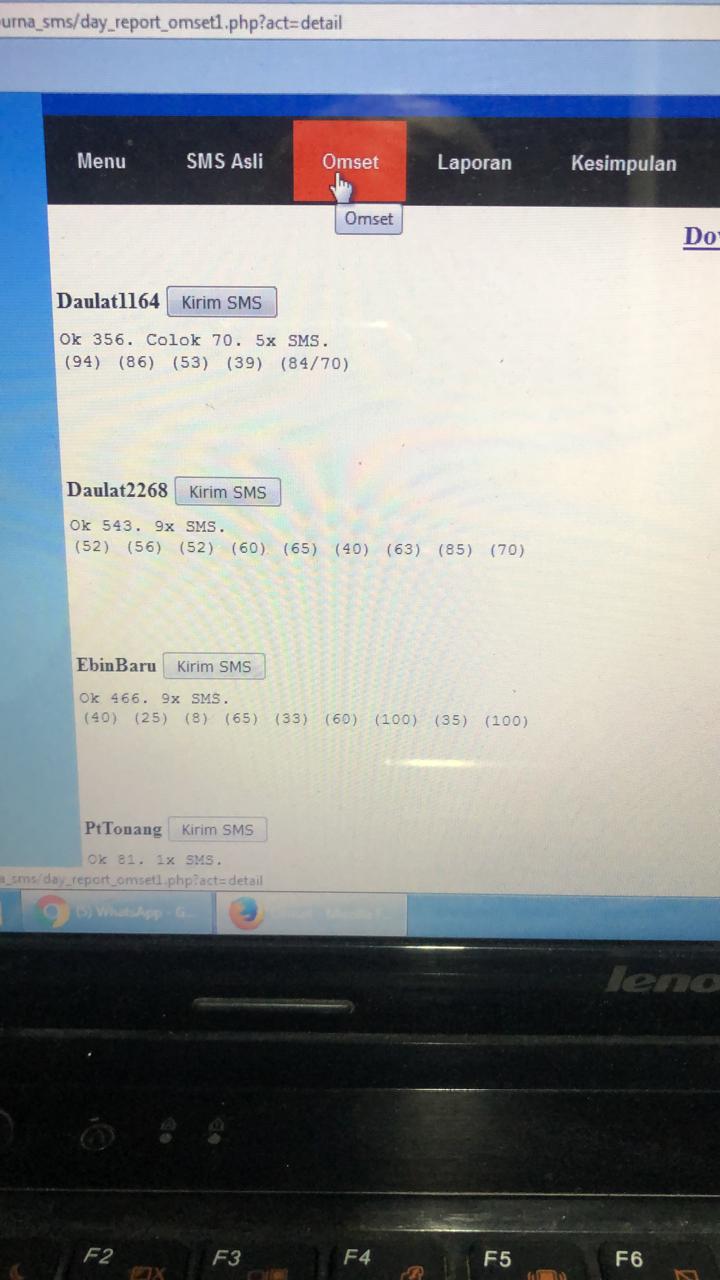 urna_sms/day_report_omset1.php?act=detail
Menu SMS Asli Omset Laporan Kesimpulan
Omset
Daulat1164 Kirim SMS
Ok 356. Colok 70. 5x SMS.
(94) (86) (53) (39) (84/70)
Daulat2268 Kirim SMS
Ok 543. 9x SMS.
(52) (56) (52) (60) (65) (40) (63) (85) (70)
EbinBaru Kirim SMS
Ok 466. 9x SMS.
(40) (25) (8) (65) (33) (60) (100) (35) (100)
PtTonang Kirim SMS
Ok 81. 1x SMS.
a_sms/day_report_omset1.php?act=detail
(5) WhatsApp - G...
leno
F2 F3 F4 F5 F6